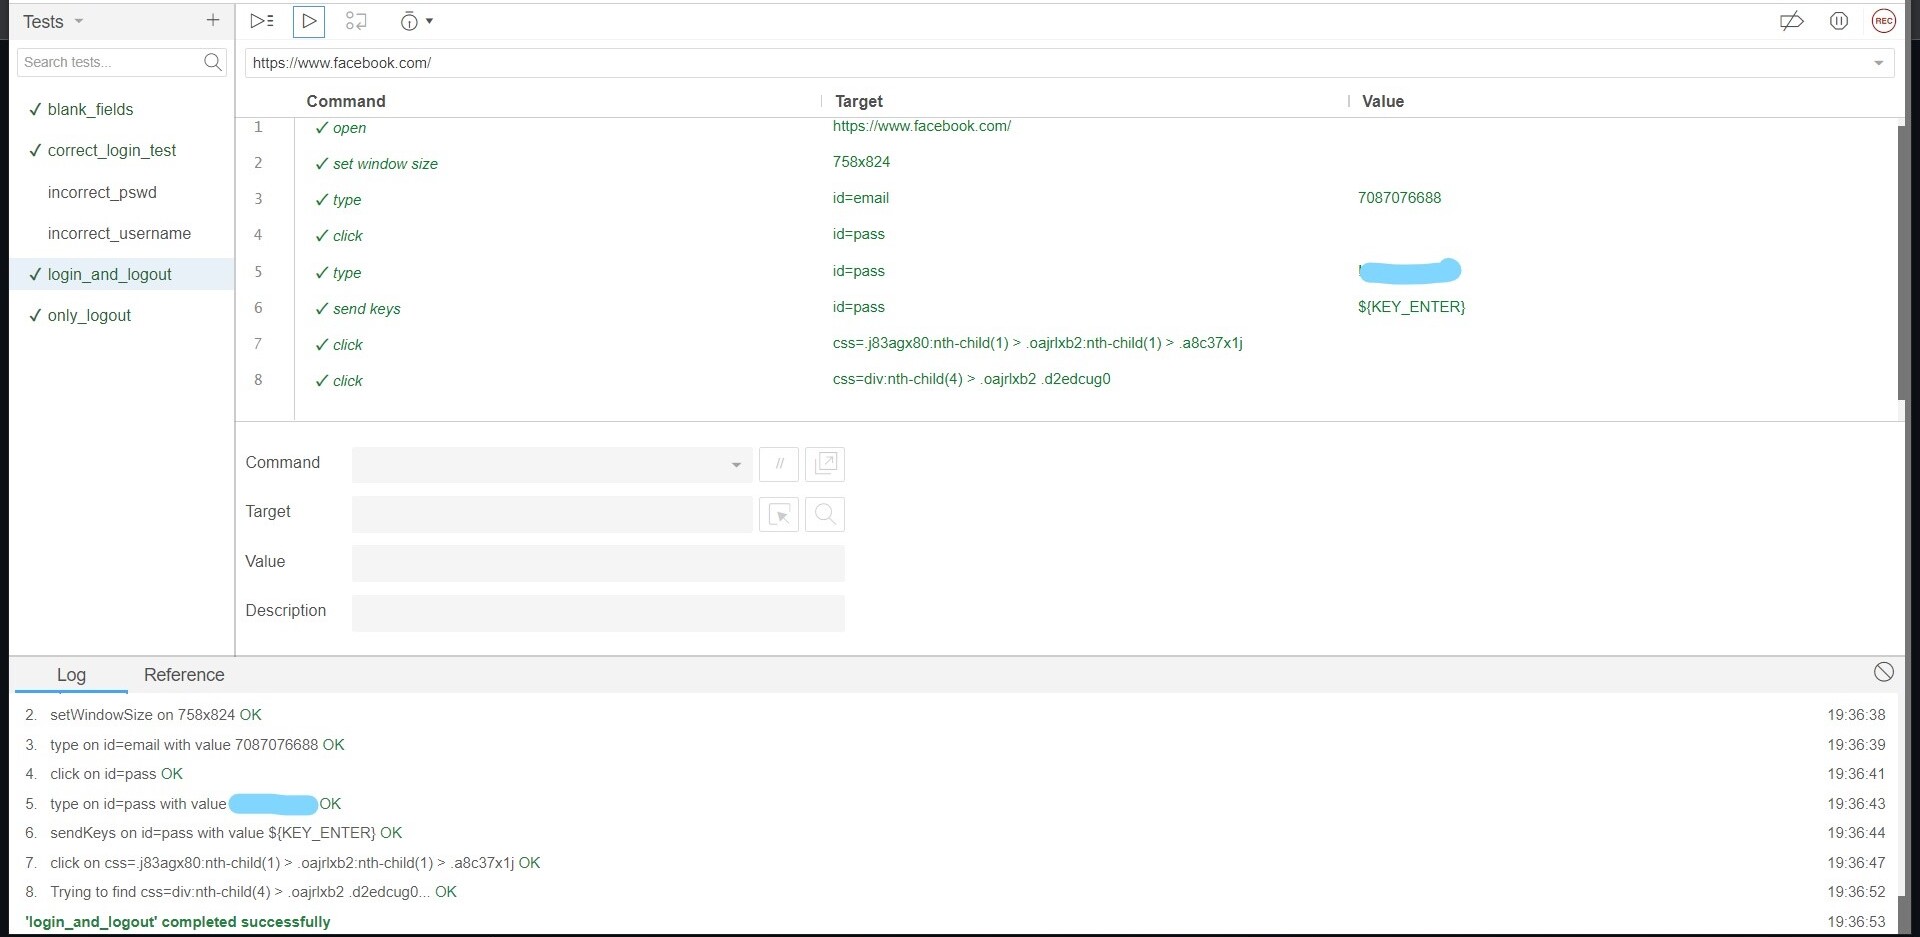 Tests
Search tests...
✓ blank_fields
✓ correct_login_test
incorrect_pswd
incorrect_username
✓ login_and_logout
✓ only_logout
REC
https://www.facebook.com/
Command Target Value
1 ✓ open https://www.facebook.com/
2 ✓ set window size 758x824
3 ✓ type id=email 7087076688
4 ✓ click id=pass
5 ✓ type id=pass
6 ✓ send keys id=pass ${KEY_ENTER}
7 ✓ click css=.j83agx80:nth-child(1) > .oajrlxb2:nth-child(1) > .a8c37x1j
8 ✓ click css=div:nth-child(4) > .oajrlxb2 .d2edcug0
Command //
Target
Value
Description
Log Reference
2. setWindowSize on 758x824 OK 19:36:38
3. type on id=email with value 7087076688 OK 19:36:39
4. click on id=pass OK 19:36:41
5. type on id=pass with value OK 19:36:43
6. sendKeys on id=pass with value ${KEY_ENTER} OK 19:36:44
7. click on css=.j83agx80:nth-child(1) > .oajrlxb2:nth-child(1) > .a8c37x1j OK 19:36:47
8. Trying to find css=div:nth-child(4) > .oajrlxb2 .d2edcug0... OK 19:36:52
'login_and_logout' completed successfully 19:36:53